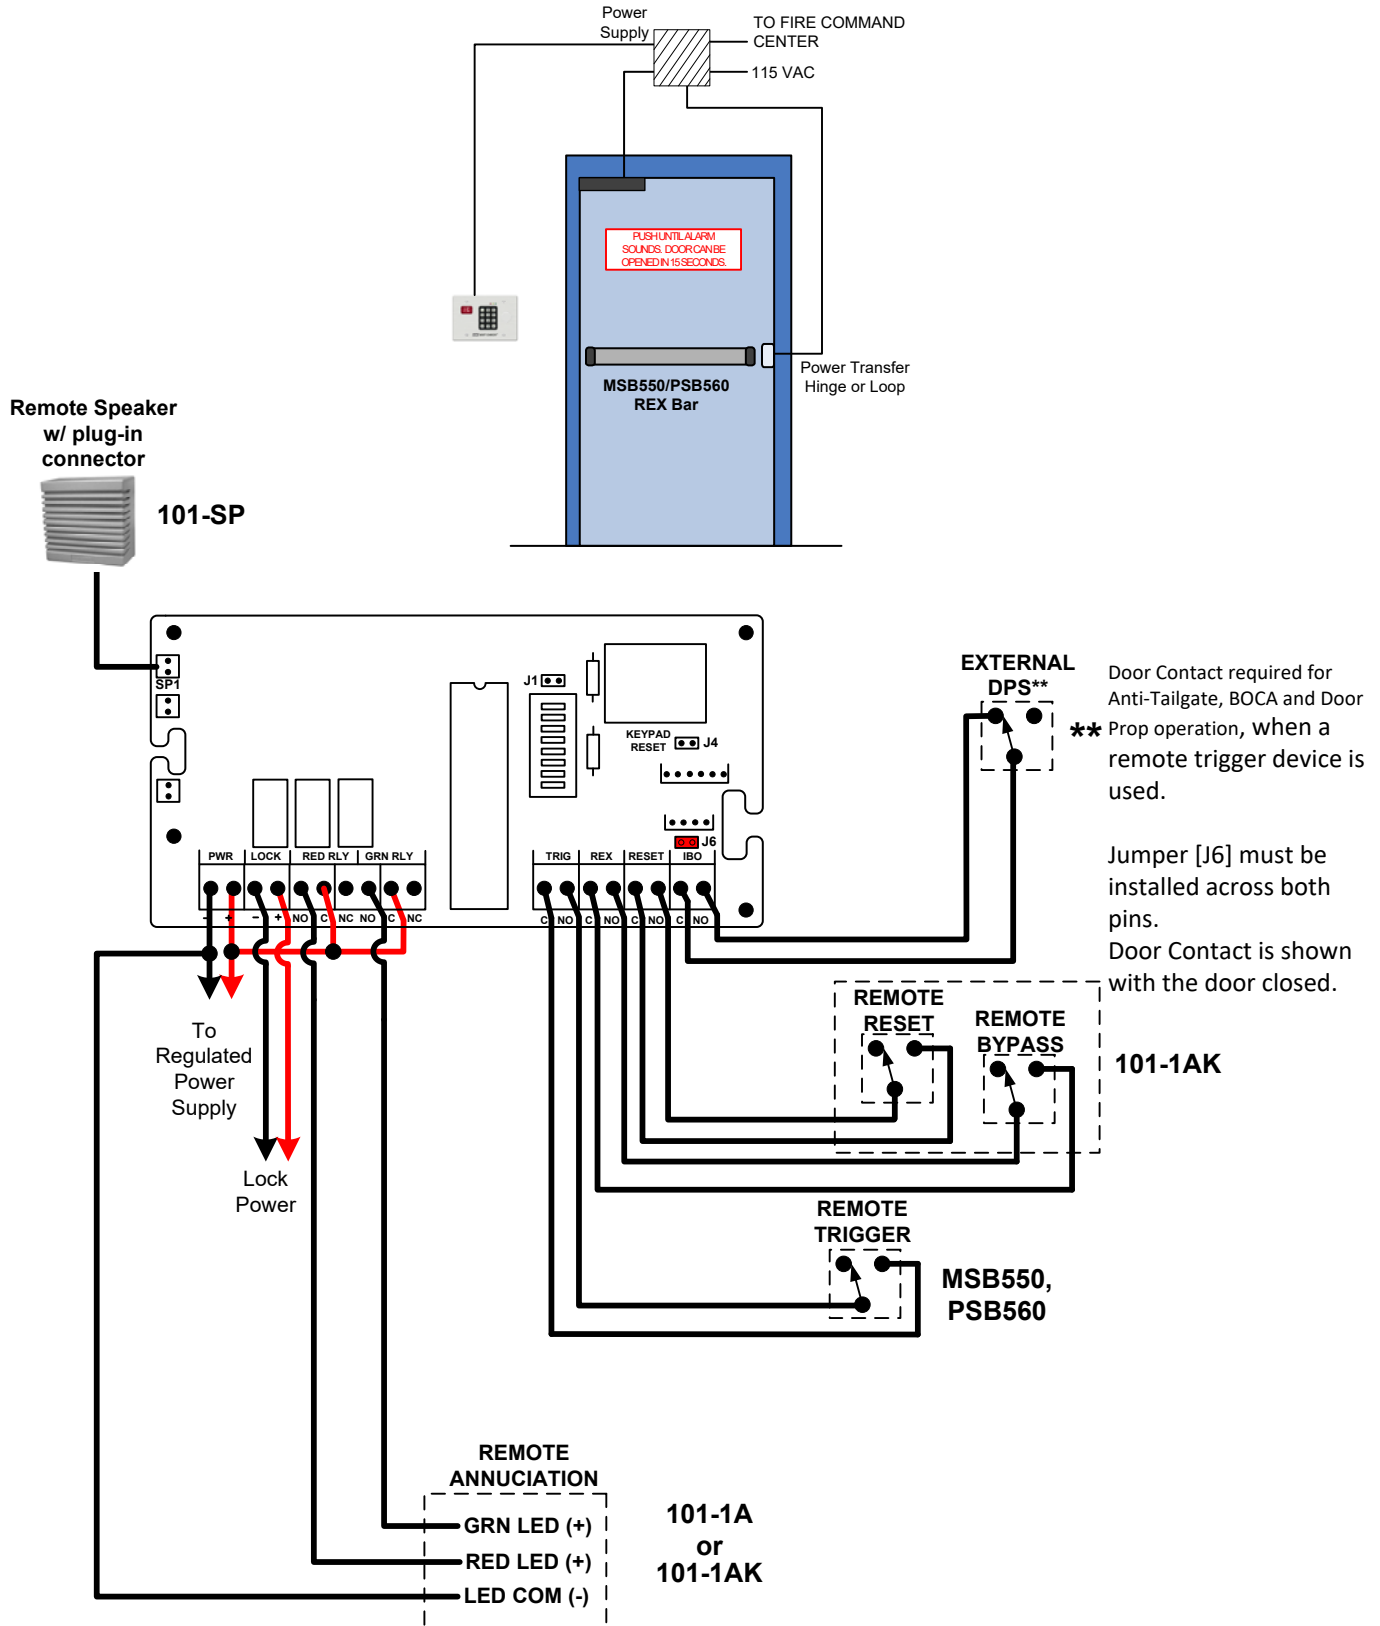 Power
Supply
TO FIRE COMMAND
CENTER
115 VAC
PUSH UNTIL ALARM
SOUNDS. DOOR CAN BE
OPENED IN 15 SECONDS.
MSB550/PSB560
REX Bar
Power Transfer
Hinge or Loop
Remote Speaker
w/ plug-in
connector
101-SP
SP1
J1
KEYPAD
RESET
J4
J6
PWR LOCK RED RLY GRN RLY
TRIG REX RESET IBO
- + - + NO C NC NO C NC
C NO C NO C NO C NO
EXTERNAL
DPS**
**
Door Contact required for
Anti-Tailgate, BOCA and Door
Prop operation, when a
remote trigger device is
used.
Jumper [J6] must be
installed across both
pins.
Door Contact is shown
with the door closed.
To
Regulated
Power
Supply
Lock
Power
REMOTE
RESET
REMOTE
BYPASS
101-1AK
REMOTE
TRIGGER
MSB550,
PSB560
REMOTE
ANNUCIATION
GRN LED (+)
RED LED (+)
LED COM (-)
101-1A
or
101-1AK